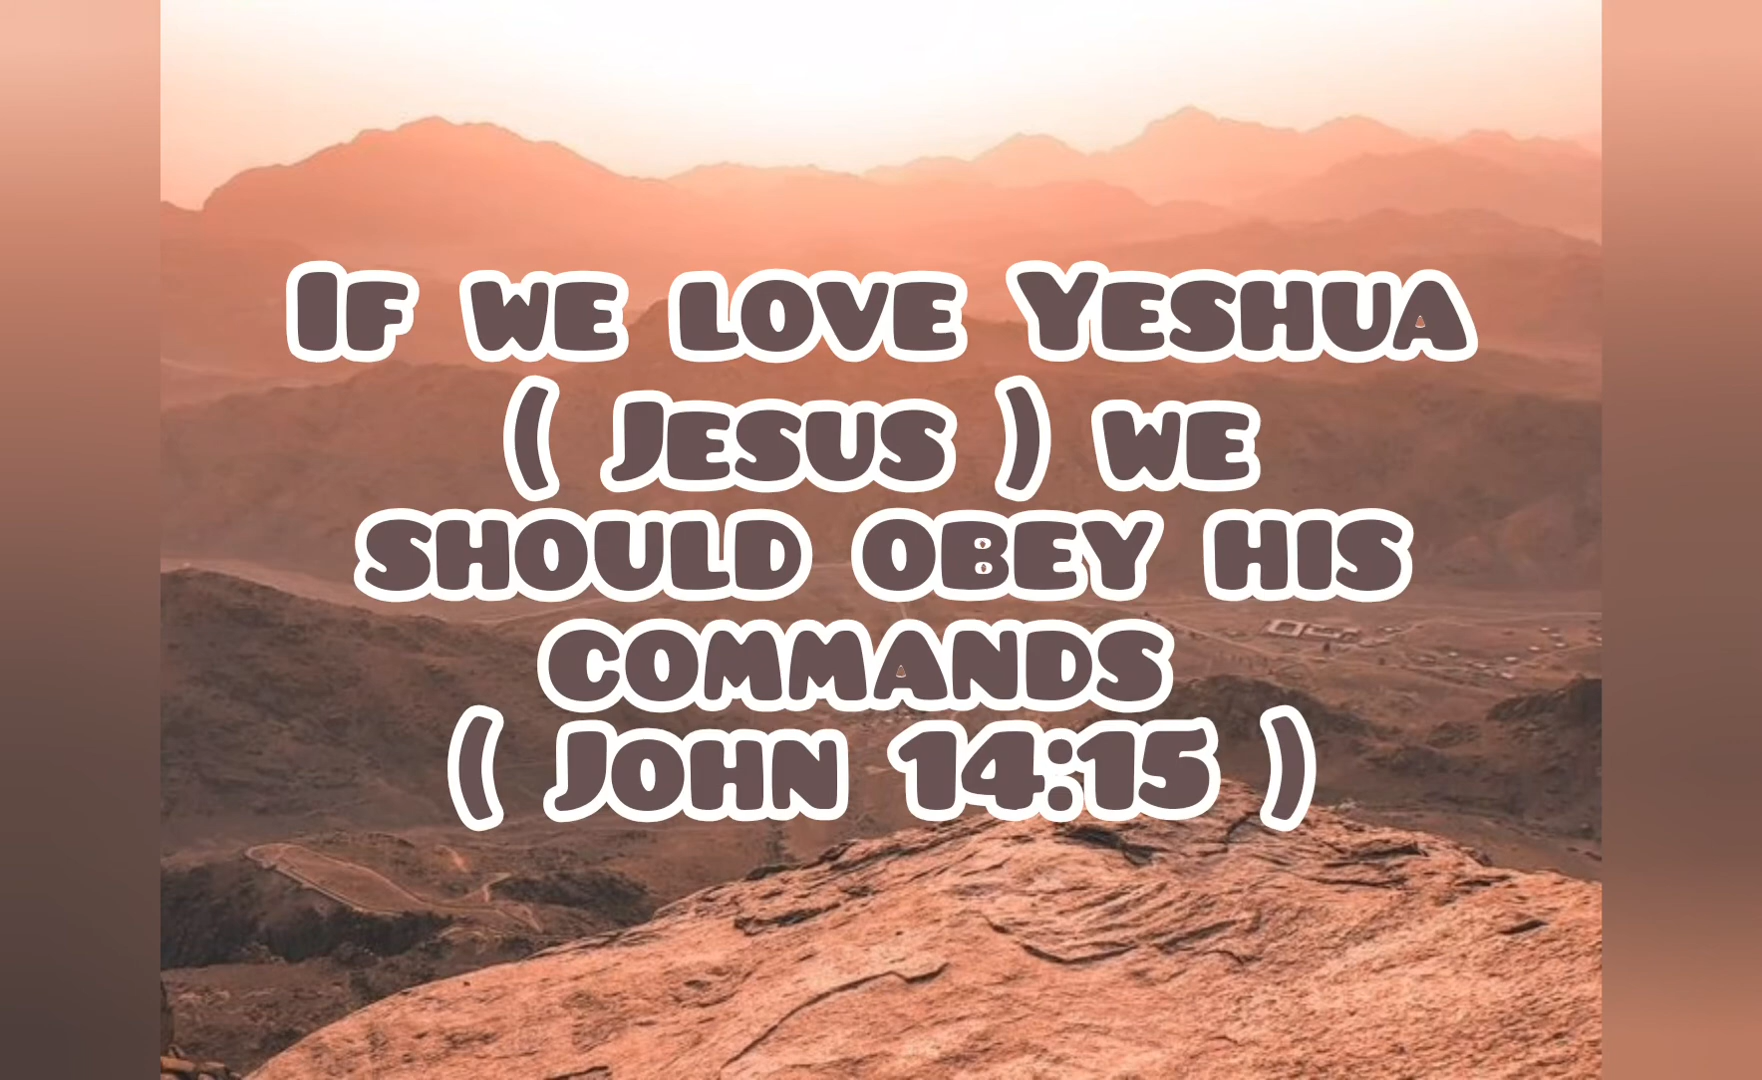 If we love Yeshua
( Jesus ) we
should obey his
commands
( John 14:15 )